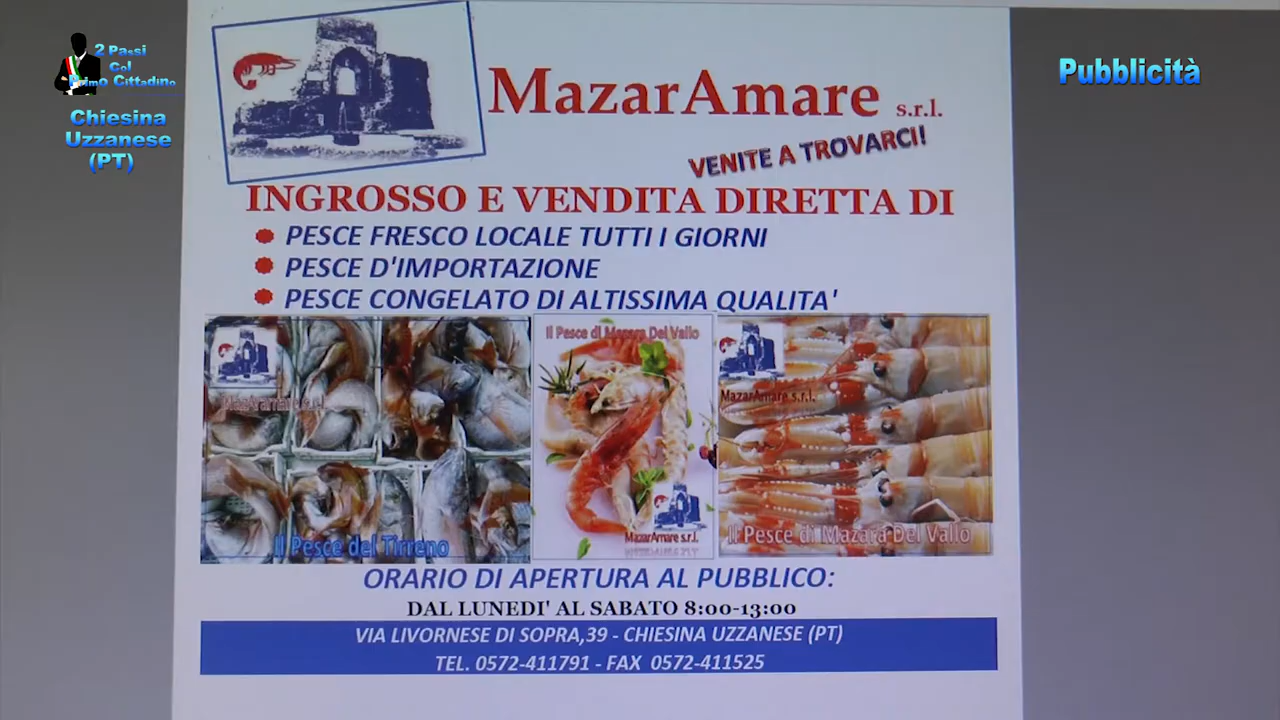 2 Passi
Col
Primo Cittadino
Chiesina
Uzzanese
(PT)
Pubblicità
MazarAmare s.r.l.
VENITE A TROVARCI!
INGROSSO E VENDITA DIRETTA DI
PESCE FRESCO LOCALE TUTTI I GIORNI
PESCE D'IMPORTAZIONE
PESCE CONGELATO DI ALTISSIMA QUALITA'
MazAramare s.r.l.
Il Pesce del Tirreno
Il Pesce di Mazara Del Vallo
MazarAmare s.r.l.
MazarAmare s.r.l.
Il Pesce di Mazara Del Vallo
ORARIO DI APERTURA AL PUBBLICO:
DAL LUNEDI' AL SABATO 8:00-13:00
VIA LIVORNESE DI SOPRA,39 - CHIESINA UZZANESE (PT)
TEL. 0572-411791 - FAX 0572-411525